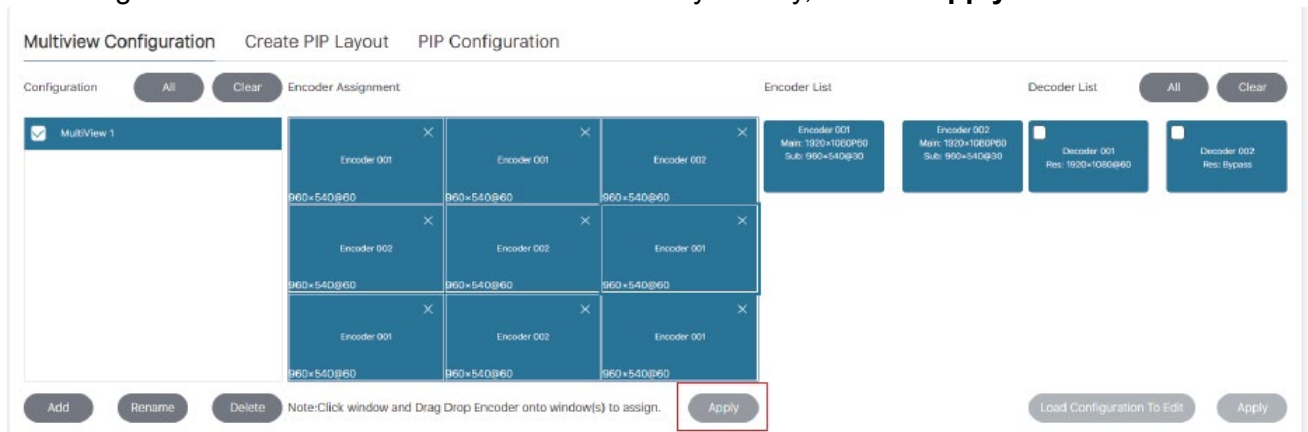 Apply
Multiview Configuration Create PIP Layout PIP Configuration
Configuration All Clear Encoder Assignment Encoder List Decoder List All Clear
MultiView 1
Encoder 001 Encoder 001 Encoder 002
960×540@60 960×540@60 960×540@60
Encoder 002 Encoder 002 Encoder 001
960×540@60 960×540@60 960×540@60
Encoder 001 Encoder 002 Encoder 001
960×540@60 960×540@60 960×540@60
Encoder 001
Main: 1920×1080P60
Sub: 960×540@30
Encoder 002
Main: 1920×1080P60
Sub: 960×540@30
Decoder 001
Res: 1920×1080@60
Decoder 002
Res: Bypass
Add Rename Delete Note:Click window and Drag Drop Encoder onto window(s) to assign. Apply Load Configuration To Edit Apply